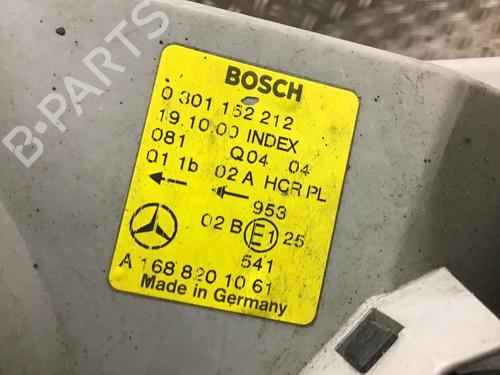 B-PARTS
BOSCH
0 301 152 212
19.10.00 INDEX
081 Q04 04
01 1b 02 A HCR PL
953
02 B E1 25
541
A 168 820 10 61
Made in Germany